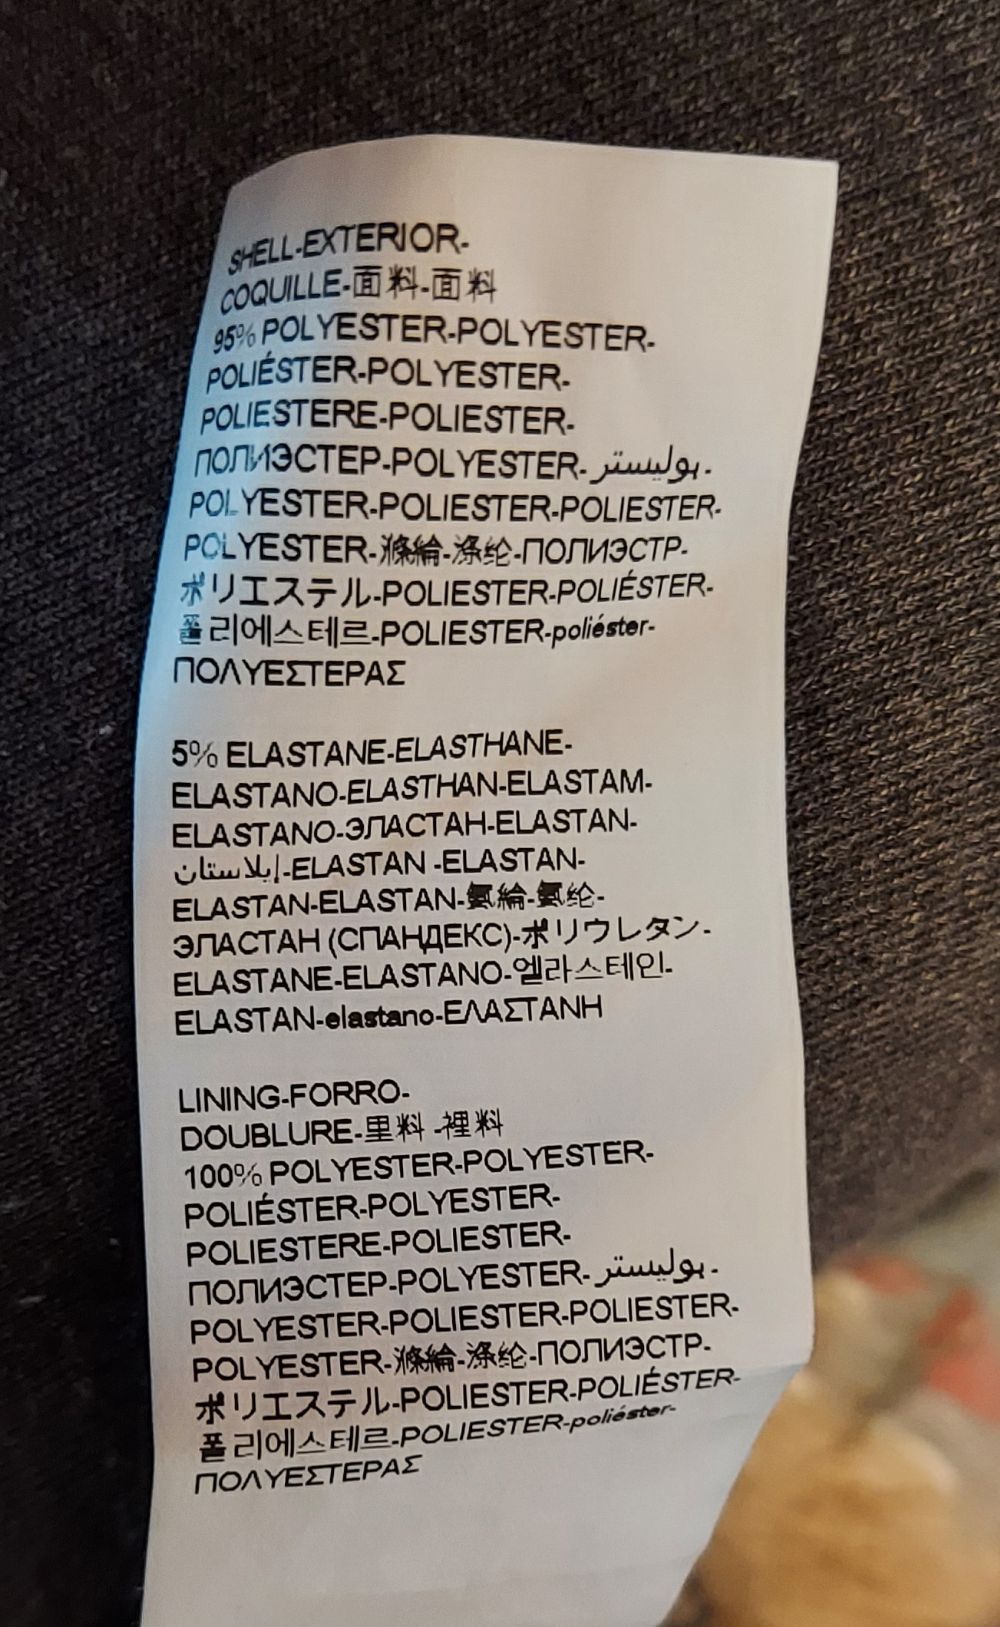 SHELL-EXTERIOR-
COQUILLE-面料-面料
95% POLYESTER-POLYESTER-
POLIÉSTER-POLYESTER-
POLIESTERE-POLIESTER-
ПОЛИЭСТЕР-POLYESTER- بوليستر -
POLYESTER-POLIESTER-POLIESTER-
POLYESTER-滌綸-涤纶-ПОЛИЭСТР-
ポリエステル-POLIESTER-POLIÉSTER-
폴리에스테르-POLIESTER-poliéster-
ΠΟΛΥΕΣΤΕΡΑΣ
5% ELASTANE-ELASTHANE-
ELASTANO-ELASTHAN-ELASTAM-
ELASTANO-ЭЛАСТАН-ELASTAN-
إيلاستان-ELASTAN -ELASTAN-
ELASTAN-ELASTAN-氨綸-氨纶-
ЭЛАСТАН (СПАНДЕКС)-ポリウレタン-
ELASTANE-ELASTANO-엘라스테인-
ELASTAN-elastano-ΕΛΑΣΤΑΝΗ
LINING-FORRO-
DOUBLURE-里料 -裡料
100% POLYESTER-POLYESTER-
POLIÉSTER-POLYESTER-
POLIESTERE-POLIESTER-
ПОЛИЭСТЕР-POLYESTER- بوليستر -
POLYESTER-POLIESTER-POLIESTER-
POLYESTER-滌綸-涤纶-ПОЛИЭСТР-
ポリエステル-POLIESTER-POLIÉSTER-
폴리에스테르-POLIESTER-poliéster-
ΠΟΛΥΕΣΤΕΡΑΣ